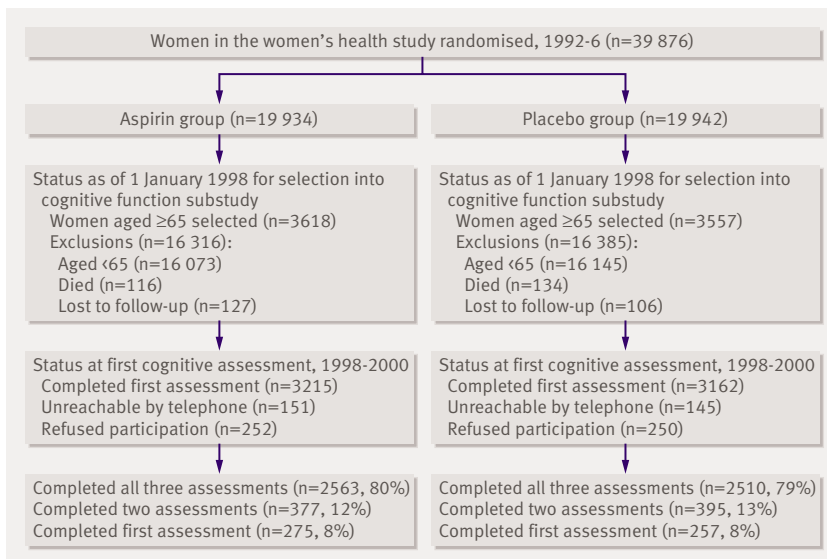 Women in the women's health study randomised, 1992-6 (n=39 876)
Aspirin group (n=19 934)
Placebo group (n=19 942)
Status as of 1 January 1998 for selection into
cognitive function substudy
Women aged ≥65 selected (n=3618)
Exclusions (n=16 316):
Aged <65 (n=16 073)
Died (n=116)
Lost to follow-up (n=127)
Status as of 1 January 1998 for selection into
cognitive function substudy
Women aged ≥65 selected (n=3557)
Exclusions (n=16 385):
Aged <65 (n=16 145)
Died (n=134)
Lost to follow-up (n=106)
Status at first cognitive assessment, 1998-2000
Completed first assessment (n=3215)
Unreachable by telephone (n=151)
Refused participation (n=252)
Status at first cognitive assessment, 1998-2000
Completed first assessment (n=3162)
Unreachable by telephone (n=145)
Refused participation (n=250)
Completed all three assessments (n=2563, 80%)
Completed two assessments (n=377, 12%)
Completed first assessment (n=275, 8%)
Completed all three assessments (n=2510, 79%)
Completed two assessments (n=395, 13%)
Completed first assessment (n=257, 8%)